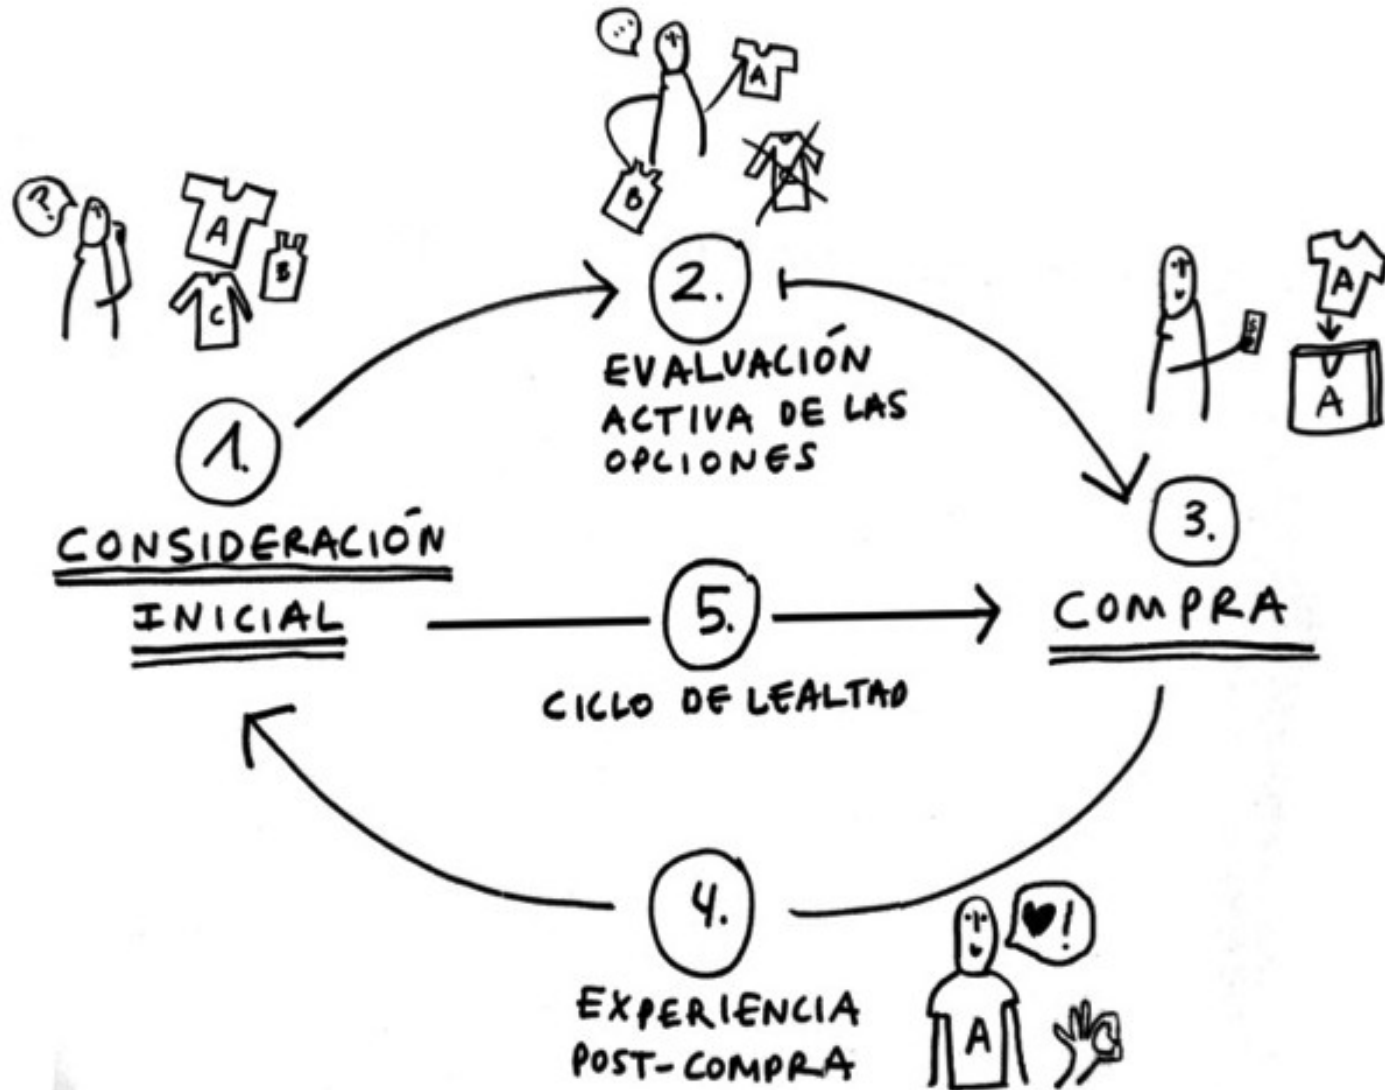 ?
A
B
C
1.
CONSIDERACIÓN
INICIAL
...
A
B
2.
EVALUACIÓN
ACTIVA DE LAS
OPCIONES
A
A
3.
COMPRA
5.
CICLO DE LEALTAD
4.
EXPERIENCIA
POST-COMPRA
!
A